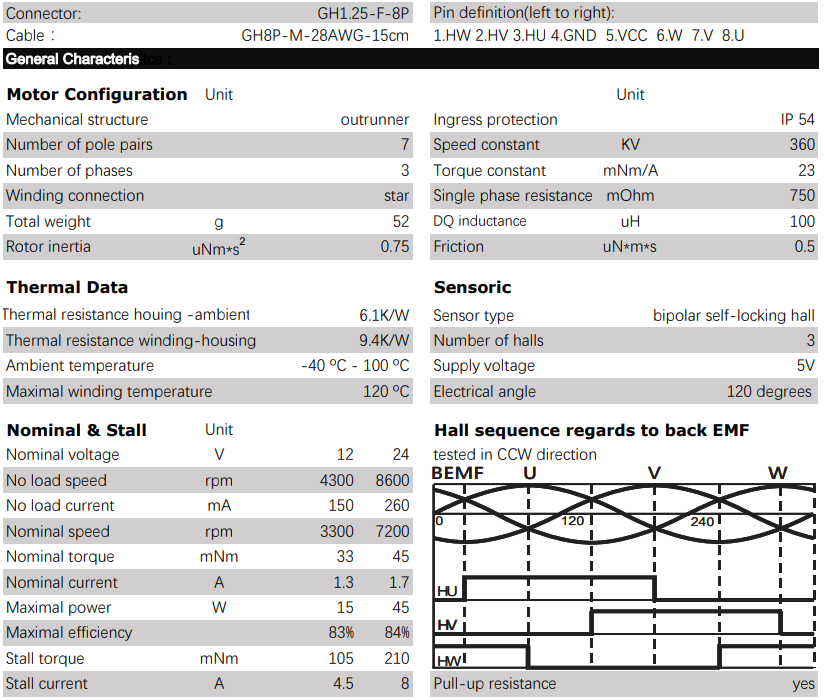 Connector: GH1.25-F-8P
Cable : GH8P-M-28AWG-15cm
Pin definition(left to right):
1.HW 2.HV 3.HU 4.GND 5.VCC 6.W 7.V 8.U
General Characteristics :
Motor Configuration Unit
Mechanical structure outrunner
Number of pole pairs 7
Number of phases 3
Winding connection star
Total weight g 52
Rotor inertia uNm*s² 0.75
Unit
Ingress protection IP 54
Speed constant KV 360
Torque constant mNm/A 23
Single phase resistance mOhm 750
DQ inductance uH 100
Friction uN*m*s 0.5
Thermal Data
Thermal resistance houing -ambient 6.1K/W
Thermal resistance winding-housing 9.4K/W
Ambient temperature -40 ºC - 100 ºC
Maximal winding temperature 120 ºC
Sensoric
Sensor type bipolar self-locking hall
Number of halls 3
Supply voltage 5V
Electrical angle 120 degrees
Nominal & Stall Unit
Nominal voltage V 12 24
No load speed rpm 4300 8600
No load current mA 150 260
Nominal speed rpm 3300 7200
Nominal torque mNm 33 45
Nominal current A 1.3 1.7
Maximal power W 15 45
Maximal efficiency 83% 84%
Stall torque mNm 105 210
Stall current A 4.5 8
Hall sequence regards to back EMF
tested in CCW direction
BEMF U V W
0 120 240
HU
HV
HW
Pull-up resistance yes